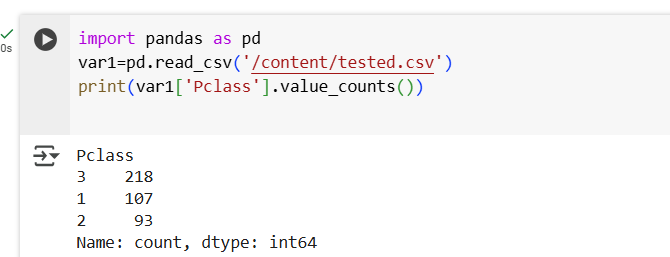 import pandas as pd
0s
var1=pd.read_csv('/content/tested.csv')
print(var1['Pclass'].value_counts())
Pclass
3    218
1    107
2     93
Name: count, dtype: int64